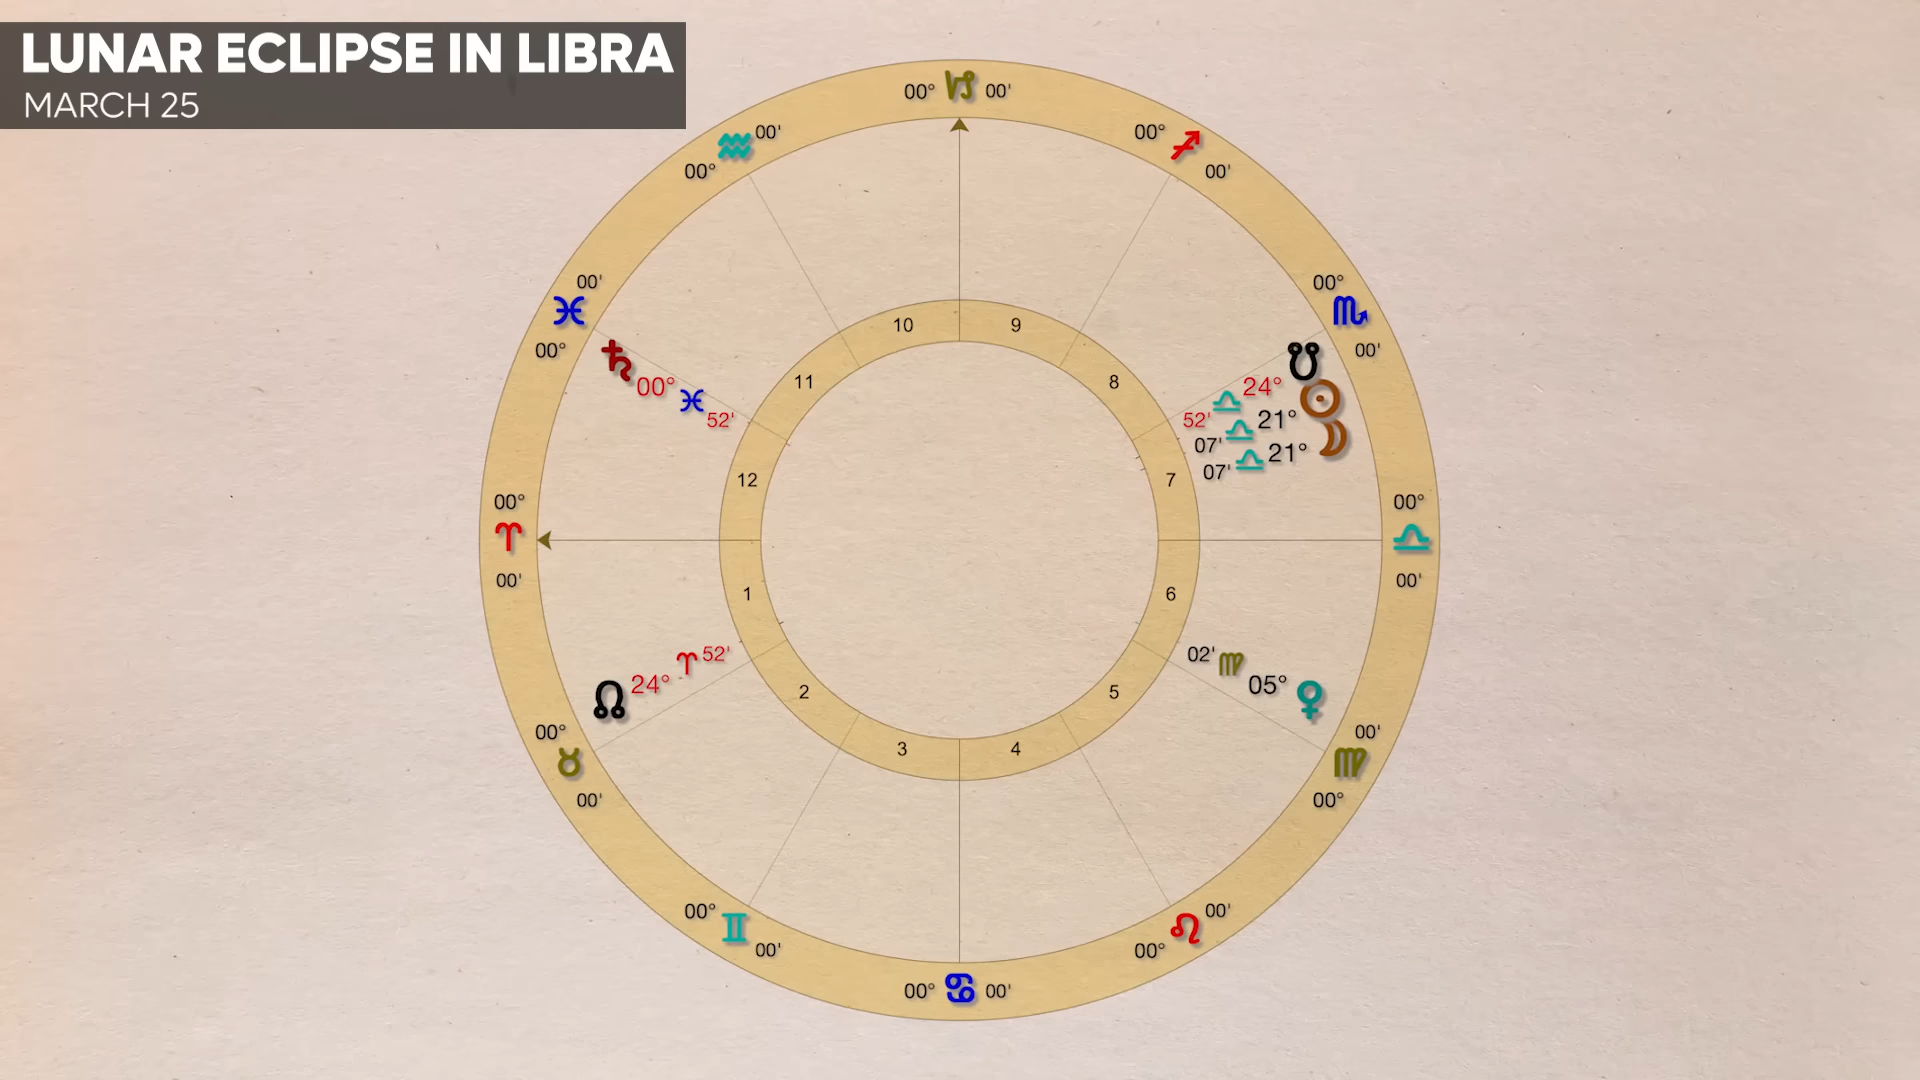 LUNAR ECLIPSE IN LIBRA
MARCH 25
00° ♑ 00'
00° ♒ 00'
00° ♐ 00'
00' ♓ 00°
00° ♏ 00'
♄ 00° ♓ 52'
52' ♎ 24° ☋
07' ♎ 21° ☉
07' ♎ 21° ☽
00° ♈ 00'
00° ♎ 00'
10 9
11 8
12 7
1 6
2 5
3 4
☊ 24° ♈ 52'
02' ♍ 05° ♀
00° ♉ 00'
00' ♍ 00°
00° ♊ 00'
00° ♌ 00'
00° ♋ 00'